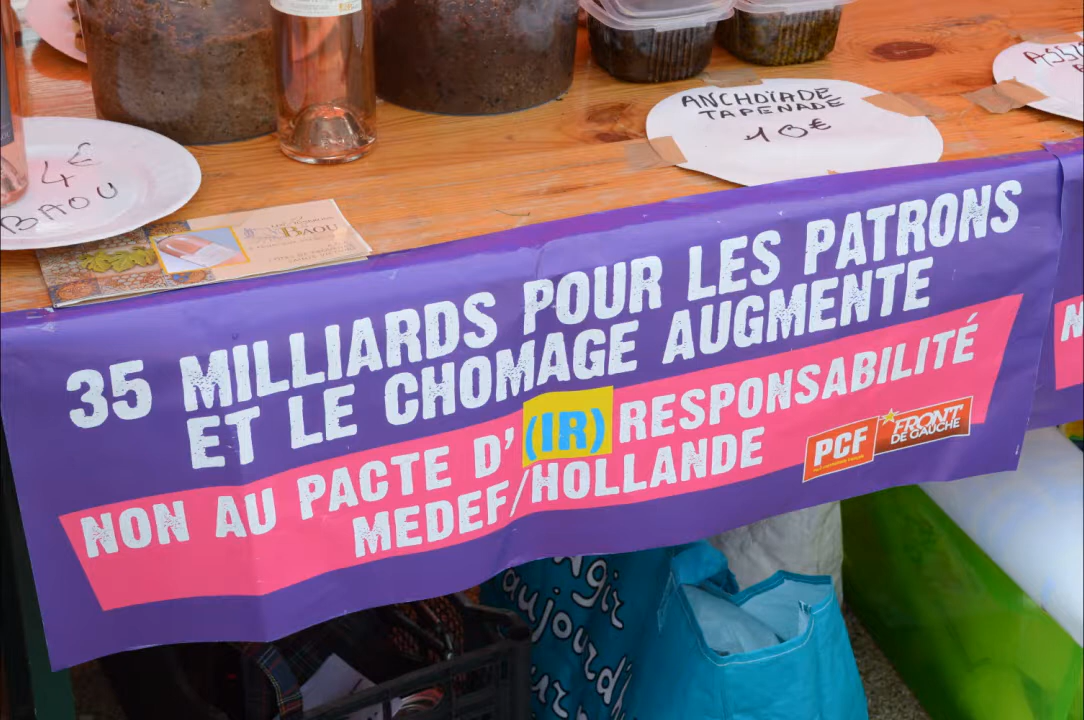 ANCHOÏADE
TAPENADE
10€
4€
BAOU
BAOU
35 MILLIARDS POUR LES PATRONS
ET LE CHOMAGE AUGMENTE
NON AU PACTE D'(IR)RESPONSABILITÉ
MEDEF/HOLLANDE
PCF
FRONT
DE GAUCHE
agir
aujourd'h